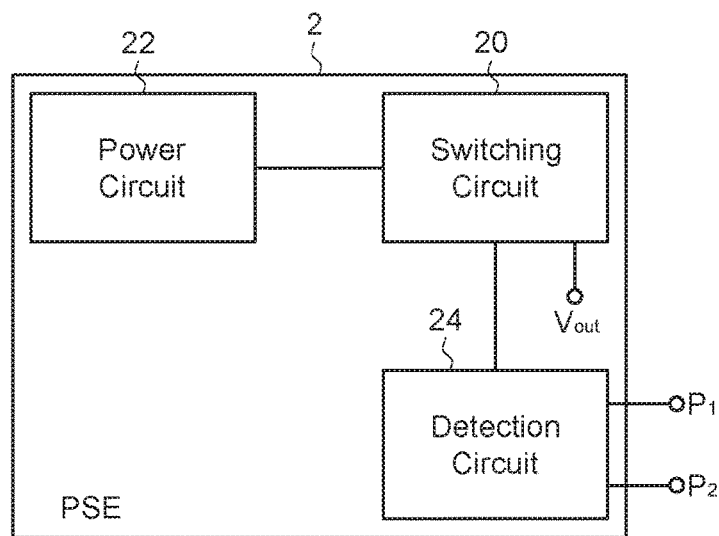 2
22
20
Power
Circuit
Switching
Circuit
Vout
24
Detection
Circuit
P1
P2
PSE